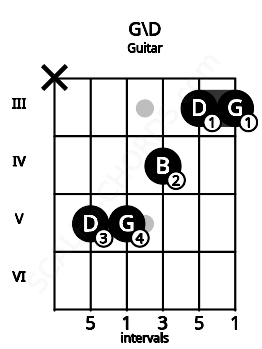 G\D
Guitar
III D G
1 1
IV B
2
V D G
3 4
VI
5 1 3 5 1
intervals